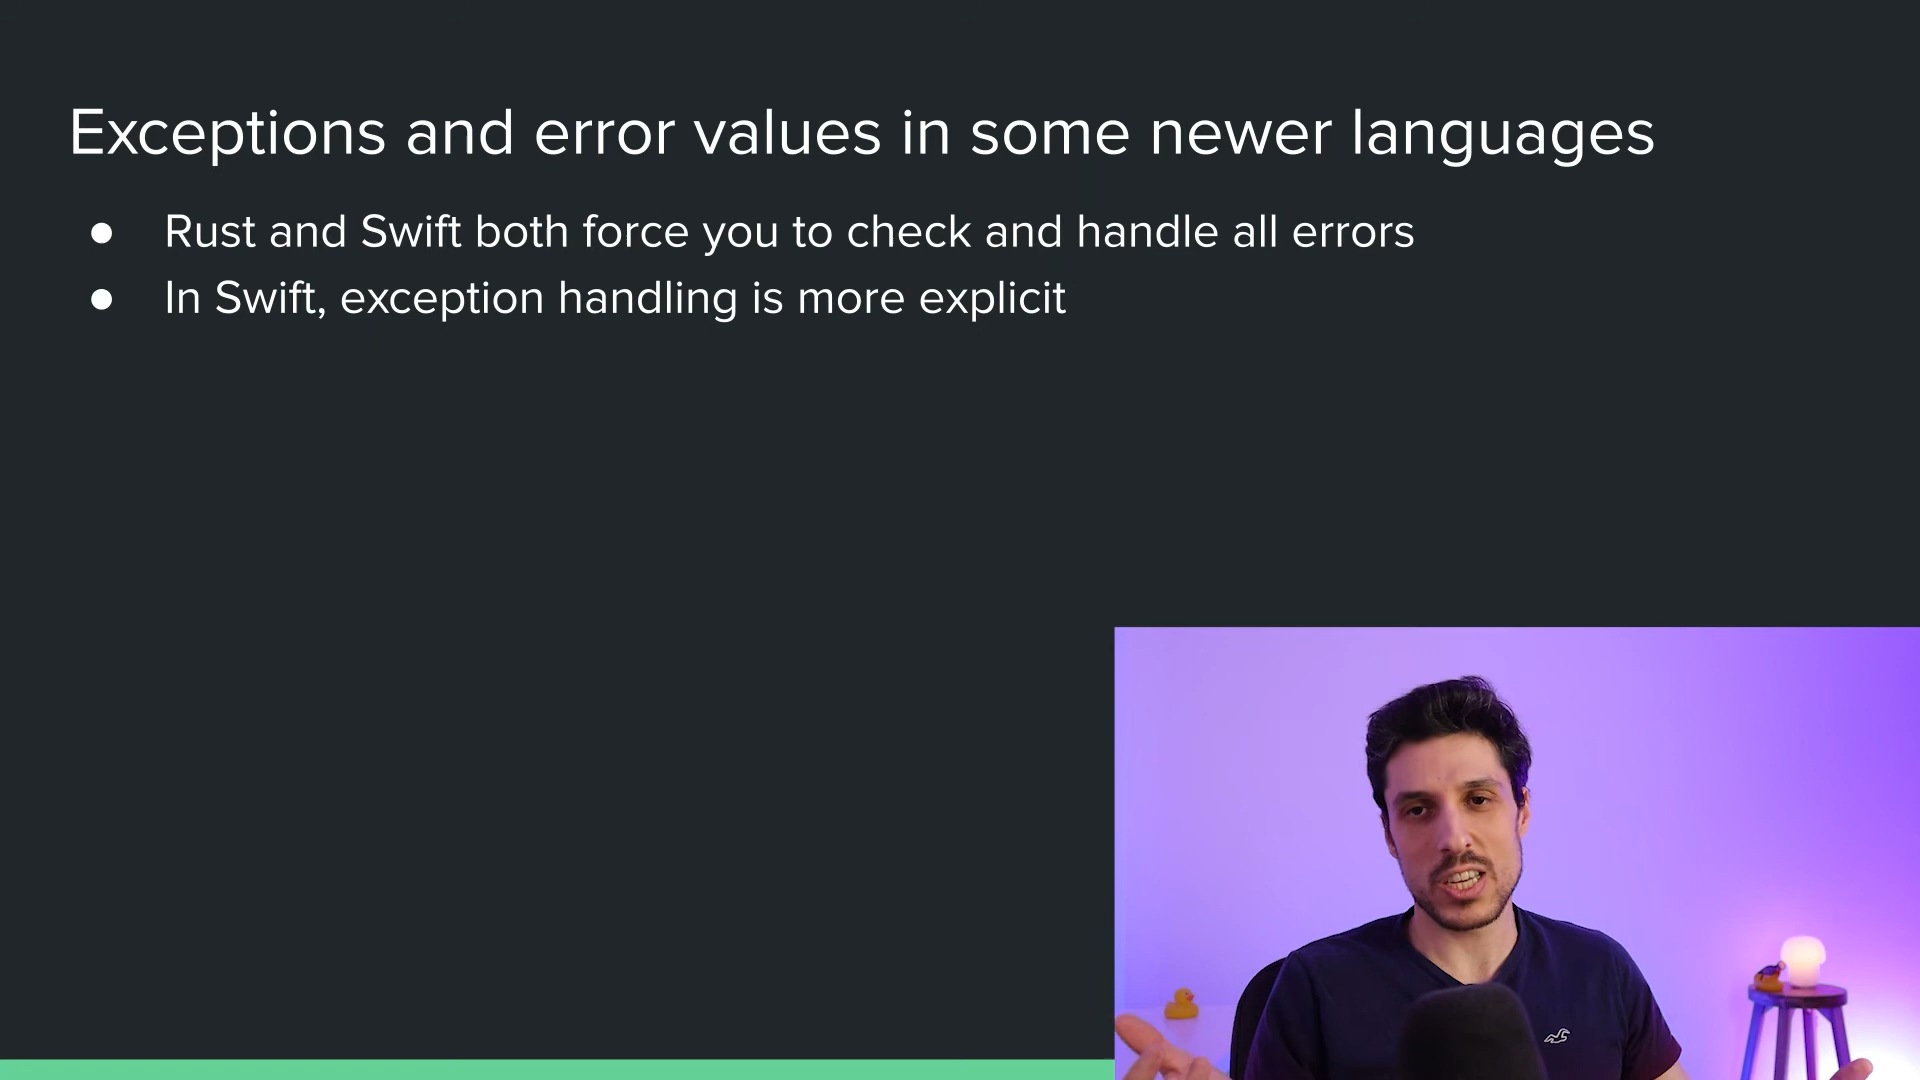 Exceptions and error values in some newer languages
● Rust and Swift both force you to check and handle all errors
● In Swift, exception handling is more explicit